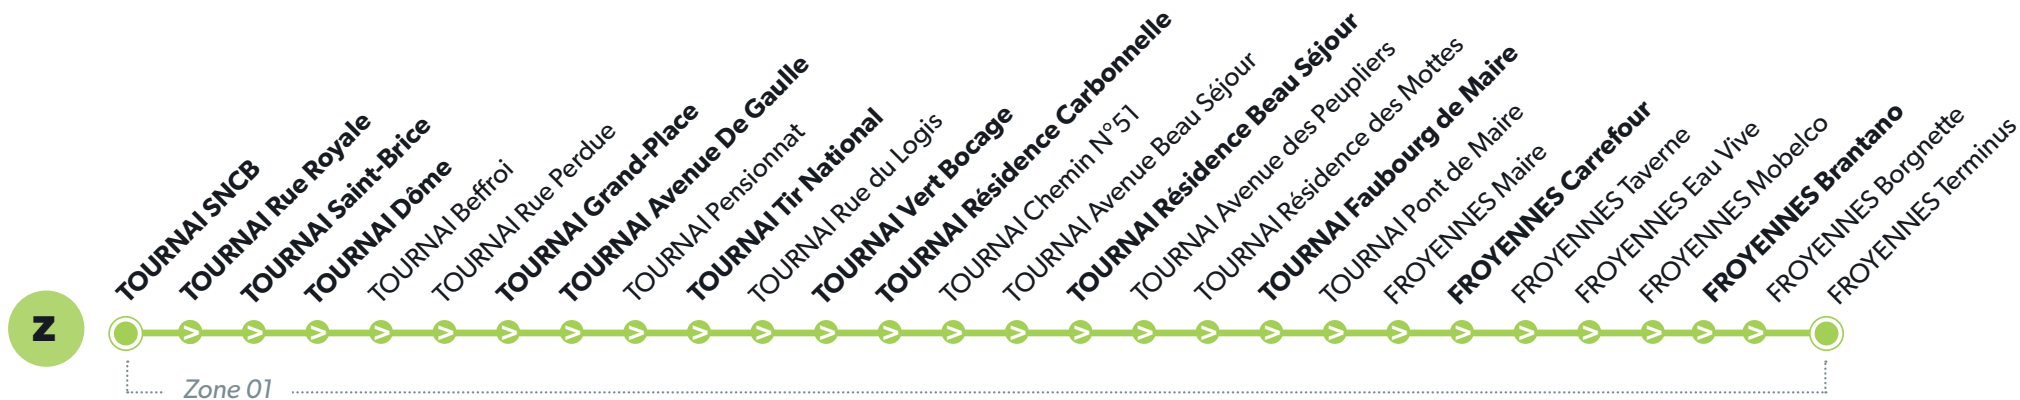 z
TOURNAI SNCB
TOURNAI Rue Royale
TOURNAI Saint-Brice
TOURNAI Dôme
TOURNAI Beffroi
TOURNAI Rue Perdue
TOURNAI Grand-Place
TOURNAI Avenue De Gaulle
TOURNAI Pensionnat
TOURNAI Tir National
TOURNAI Rue du Logis
TOURNAI Vert Bocage
TOURNAI Résidence Carbonnelle
TOURNAI Chemin N°51
TOURNAI Avenue Beau Séjour
TOURNAI Résidence Beau Séjour
TOURNAI Avenue des Peupliers
TOURNAI Résidence des Mottes
TOURNAI Faubourg de Maire
TOURNAI Pont de Maire
FROYENNES Maire
FROYENNES Carrefour
FROYENNES Taverne
FROYENNES Eau Vive
FROYENNES Mobelco
FROYENNES Brantano
FROYENNES Borgnette
FROYENNES Terminus
Zone 01